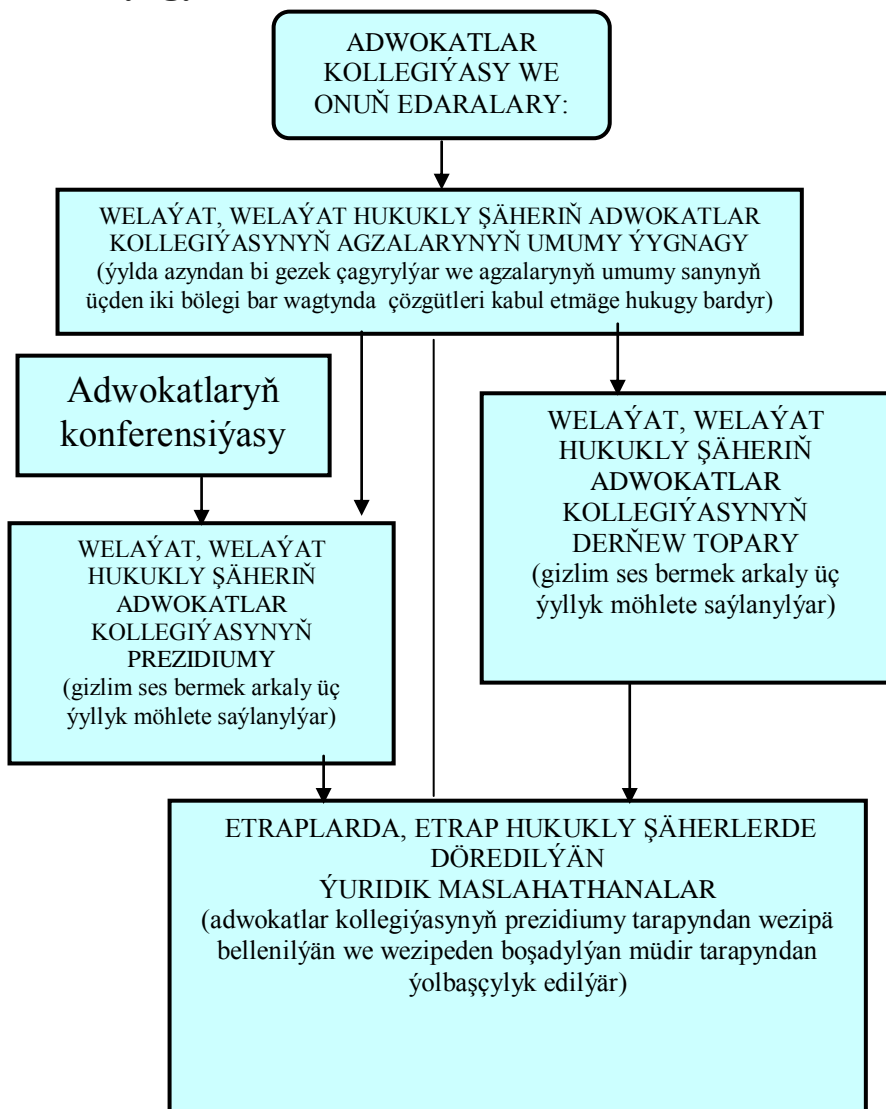 ADWOKATLAR
KOLLEGIÝASY WE
ONUŇ EDARALARY:
WELAÝAT, WELAÝAT HUKUKLY ŞÄHERIŇ ADWOKATLAR
KOLLEGIÝASYNYŇ AGZALARYNYŇ UMUMY ÝYGNAGY
(ýylda azyndan bi gezek çagyrylýar we agzalarynyň umumy sanynyň
üçden iki bölegi bar wagtynda çözgütleri kabul etmäge hukugy bardyr)
Adwokatlaryň
konferensiýasy
WELAÝAT, WELAÝAT
HUKUKLY ŞÄHERIŇ
ADWOKATLAR
KOLLEGIÝASYNYŇ
DERŇEW TOPARY
(gizlim ses bermek arkaly üç
ýyllyk möhlete saýlanylýar)
WELAÝAT, WELAÝAT
HUKUKLY ŞÄHERIŇ
ADWOKATLAR
KOLLEGIÝASYNYŇ
PREZIDIUMY
(gizlim ses bermek arkaly üç
ýyllyk möhlete saýlanylýar)
ETRAPLARDA, ETRAP HUKUKLY ŞÄHERLERDE
DÖREDILÝÄN
ÝURIDIK MASLAHATHANALAR
(adwokatlar kollegiýasynyň prezidiumy tarapyndan wezipä
bellenilýän we wezipeden boşadylýan müdir tarapyndan
ýolbaşçylyk edilýär)